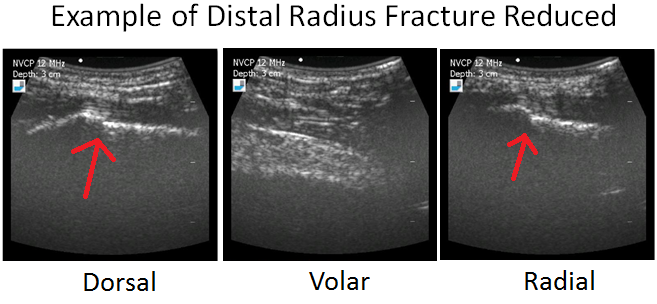 Example of Distal Radius Fracture Reduced
NVCP 12 MHz
Depth: 3 cm
NVCP 12 MHz
Depth: 3 cm
NVCP 12 MHz
Depth: 3 cm
Dorsal
Volar
Radial